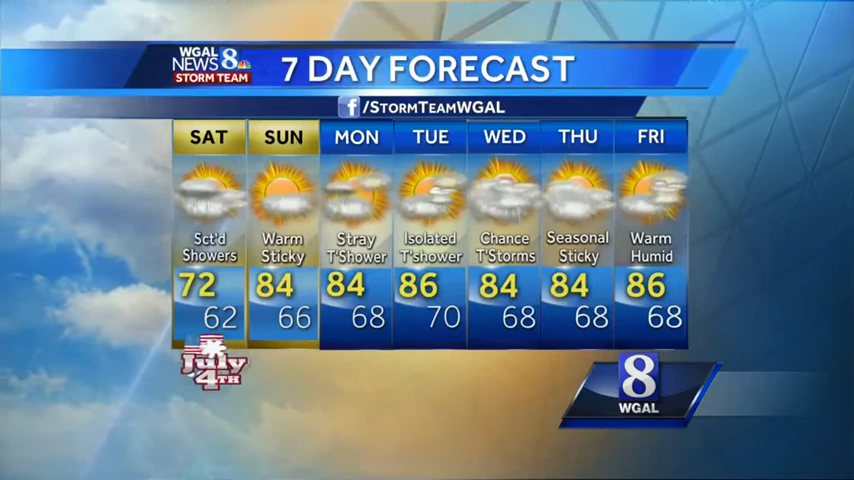 WGAL
NEWS 8
STORM TEAM
7 DAY FORECAST
f /STORMTEAMWGAL
SAT SUN MON TUE WED THU FRI
Sct'd Warm Stray Isolated Chance Seasonal Warm
Showers Sticky T'Shower T'shower T'Storms Sticky Humid
72 84 84 86 84 84 86
62 66 68 70 68 68 68
July
4TH
8
WGAL